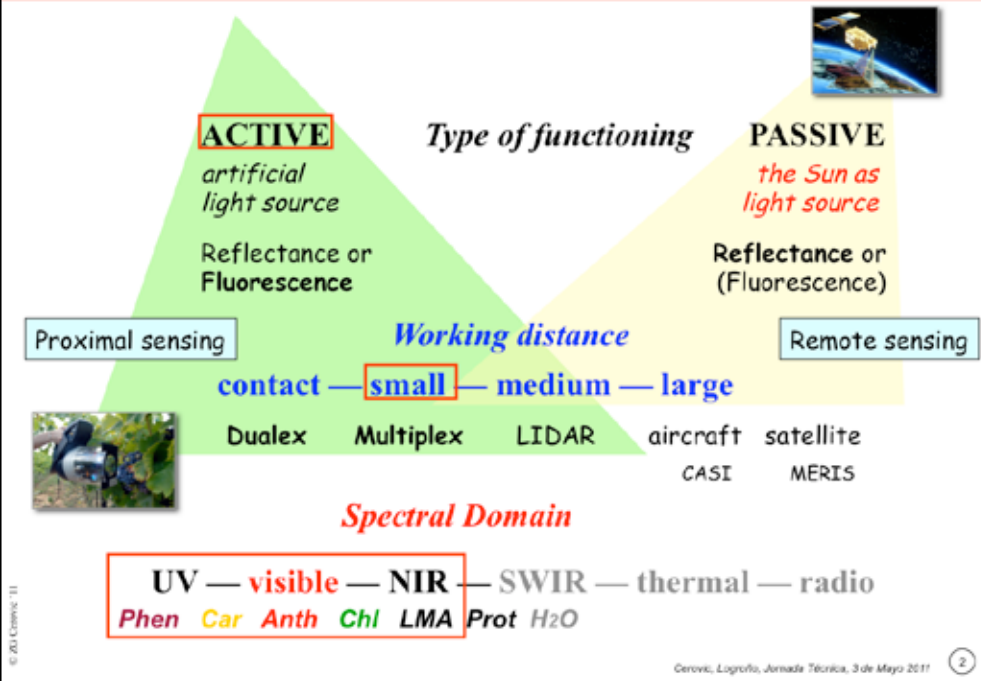 ACTIVE Type of functioning PASSIVE
artificial the Sun as
light source light source
Reflectance or Reflectance or
Fluorescence (Fluorescence)
Proximal sensing Working distance Remote sensing
contact — small — medium — large
Dualex Multiplex LIDAR aircraft satellite
CASI MERIS
Spectral Domain
UV — visible — NIR — SWIR — thermal — radio
Phen Car Anth Chl LMA Prot H2O
© ZG Cerovic '11
Cerovic, Logroño, Jornada Técnica, 3 de Mayo 2011 2